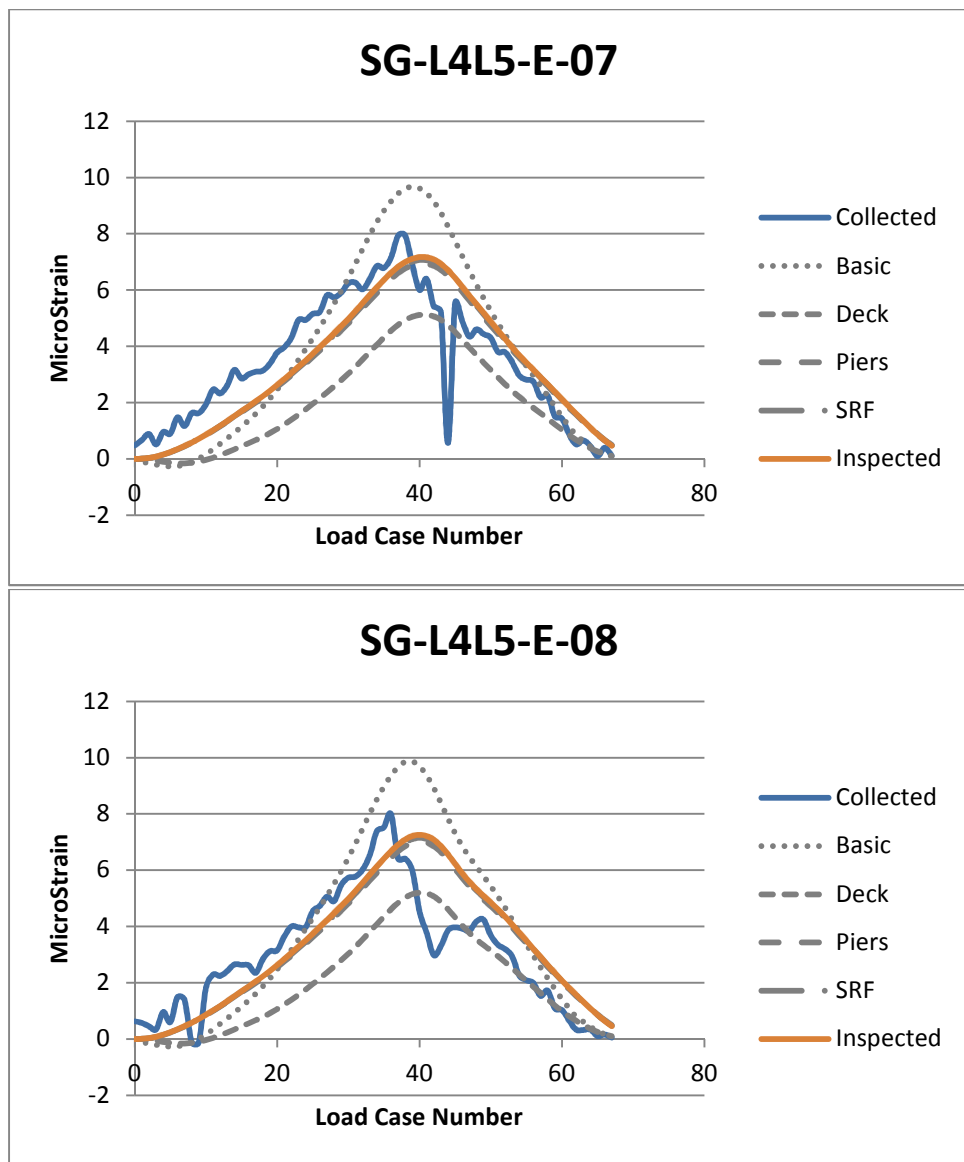 SG-L4L5-E-07
12
10
8
6
4
2
0
-2
0 20 40 60 80
MicroStrain
Load Case Number
Collected
Basic
Deck
Piers
SRF
Inspected
SG-L4L5-E-08
12
10
8
6
4
2
0
-2
0 20 40 60 80
MicroStrain
Load Case Number
Collected
Basic
Deck
Piers
SRF
Inspected